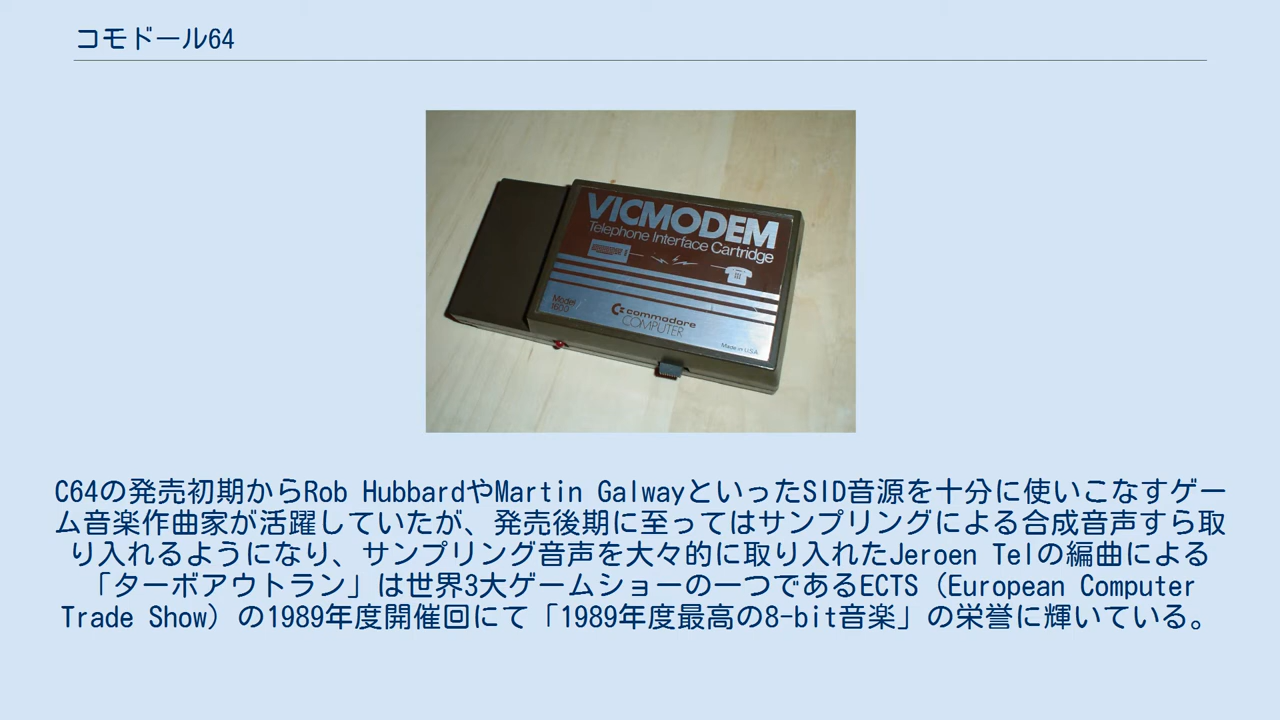 コモドール64
VICMODEM
Telephone Interface Cartridge
Model
1600
commodore
COMPUTER
Made in USA
C64の発売初期からRob HubbardやMartin GalwayといったSID音源を十分に使いこなすゲー
ム音楽作曲家が活躍していたが、発売後期に至ってはサンプリングによる合成音声すら取
り入れるようになり、サンプリング音声を大々的に取り入れたJeroen Telの編曲による
「ターボアウトラン」は世界3大ゲームショーの一つであるECTS（European Computer
Trade Show）の1989年度開催回にて「1989年度最高の8-bit音楽」の栄誉に輝いている。